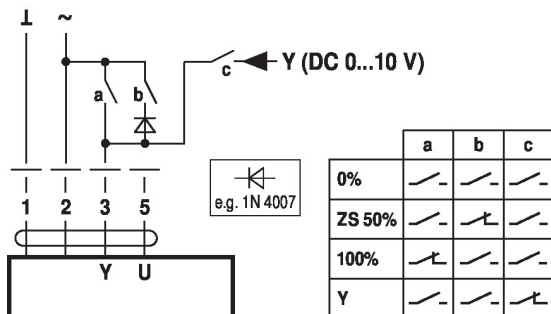 ⊥ ~
a b c Y (DC 0...10 V)
1 2 3 5
Y U
e.g. 1N 4007
a b c
0%
ZS 50%
100%
Y